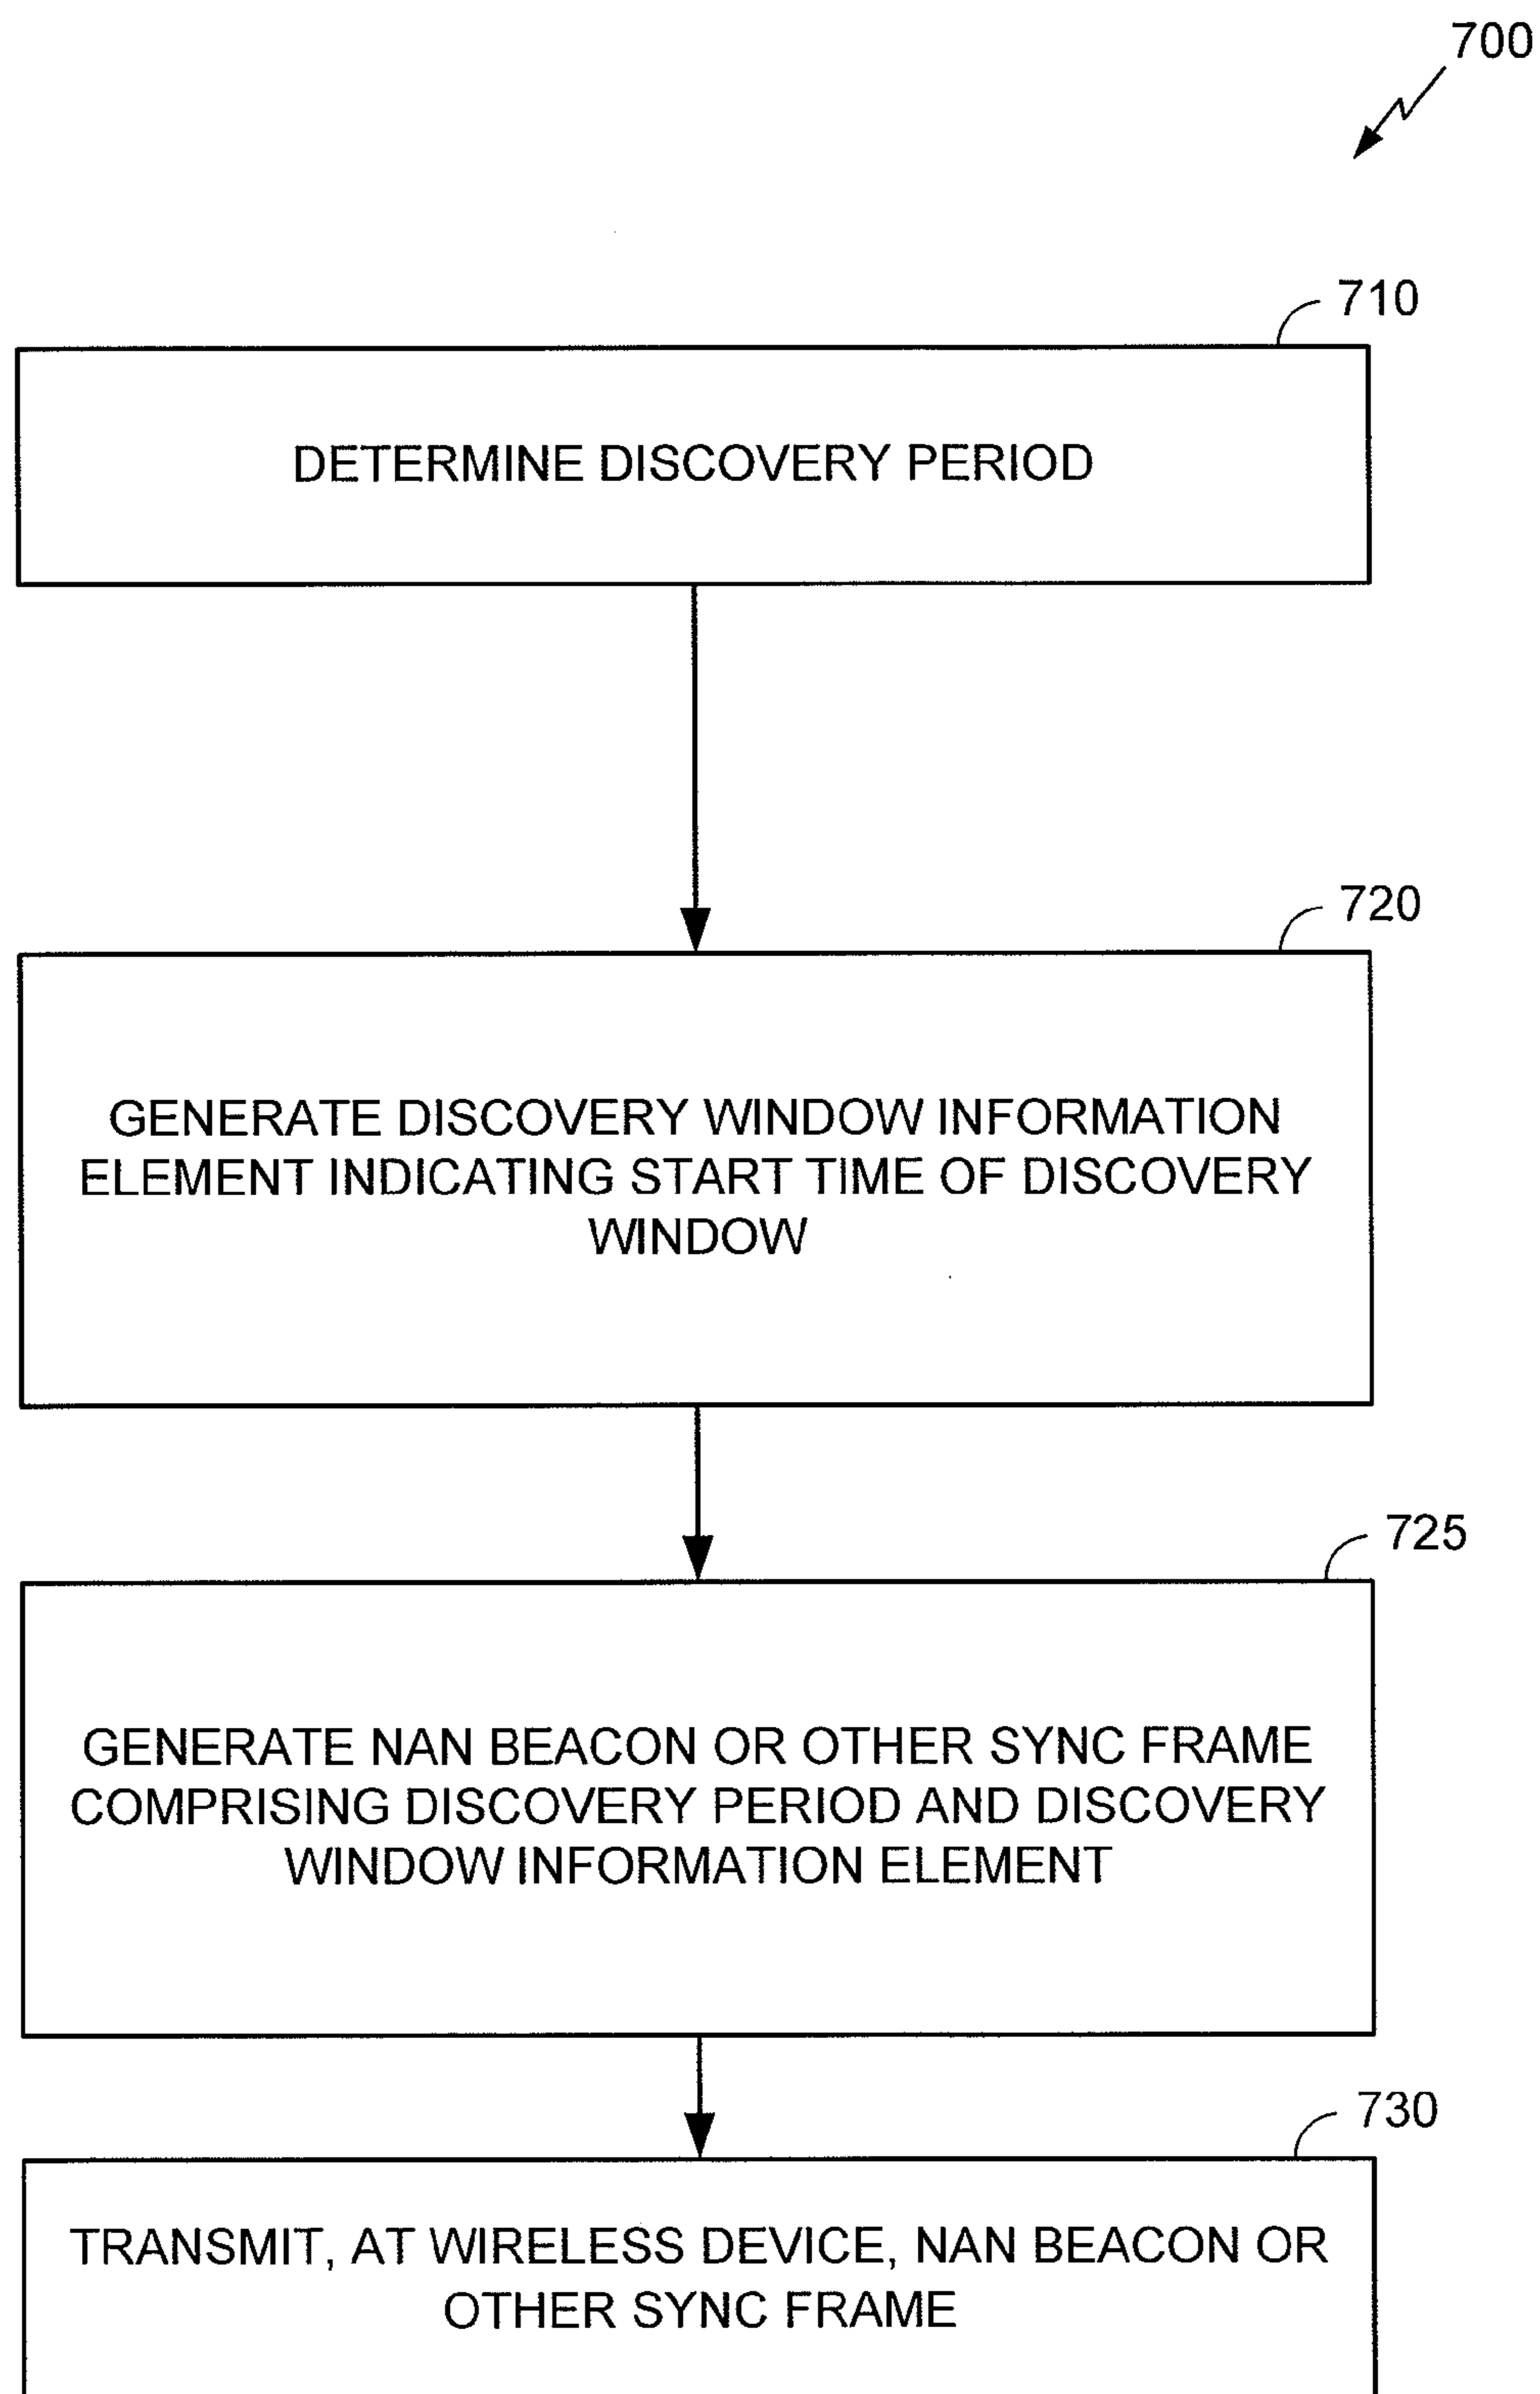 700
710
DETERMINE DISCOVERY PERIOD
720
GENERATE DISCOVERY WINDOW INFORMATION
ELEMENT INDICATING START TIME OF DISCOVERY
WINDOW
725
GENERATE NAN BEACON OR OTHER SYNC FRAME
COMPRISING DISCOVERY PERIOD AND DISCOVERY
WINDOW INFORMATION ELEMENT
730
TRANSMIT, AT WIRELESS DEVICE, NAN BEACON OR
OTHER SYNC FRAME